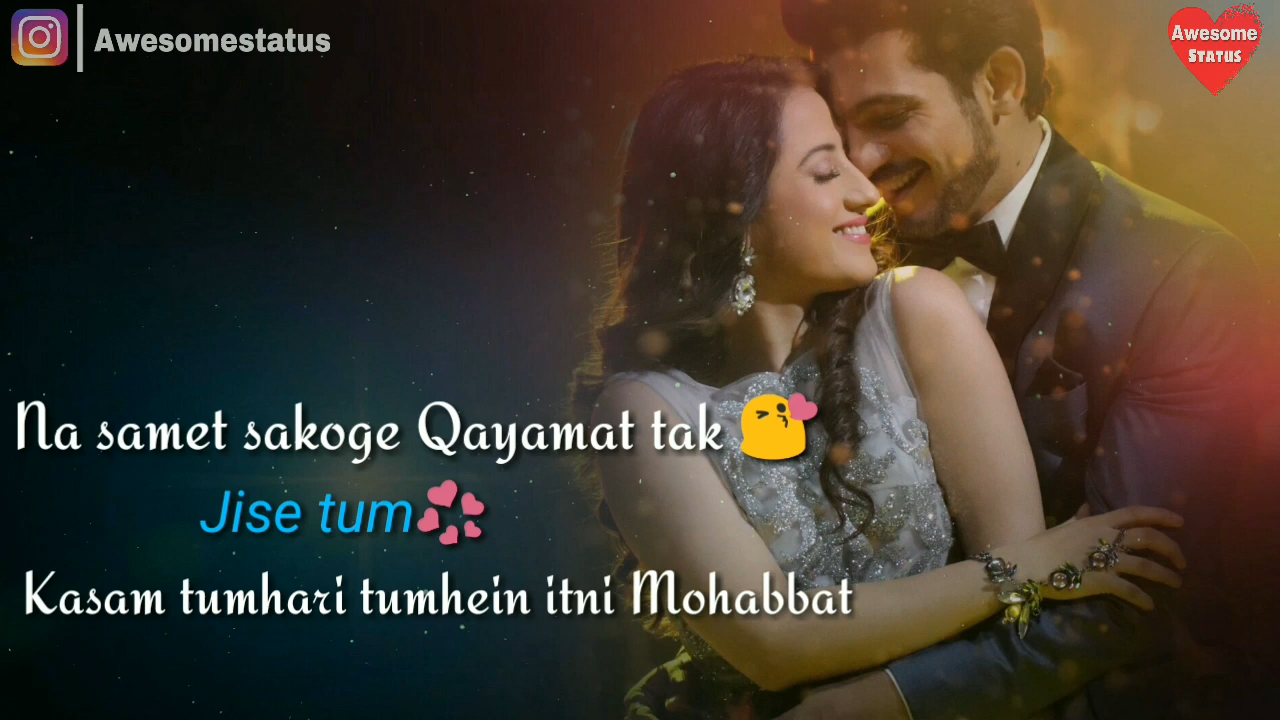 Awesomestatus
Awesome
Status
Na samet sakoge Qayamat tak 😘
Jise tum💞
Kasam tumhari tumhein itni Mohabbat